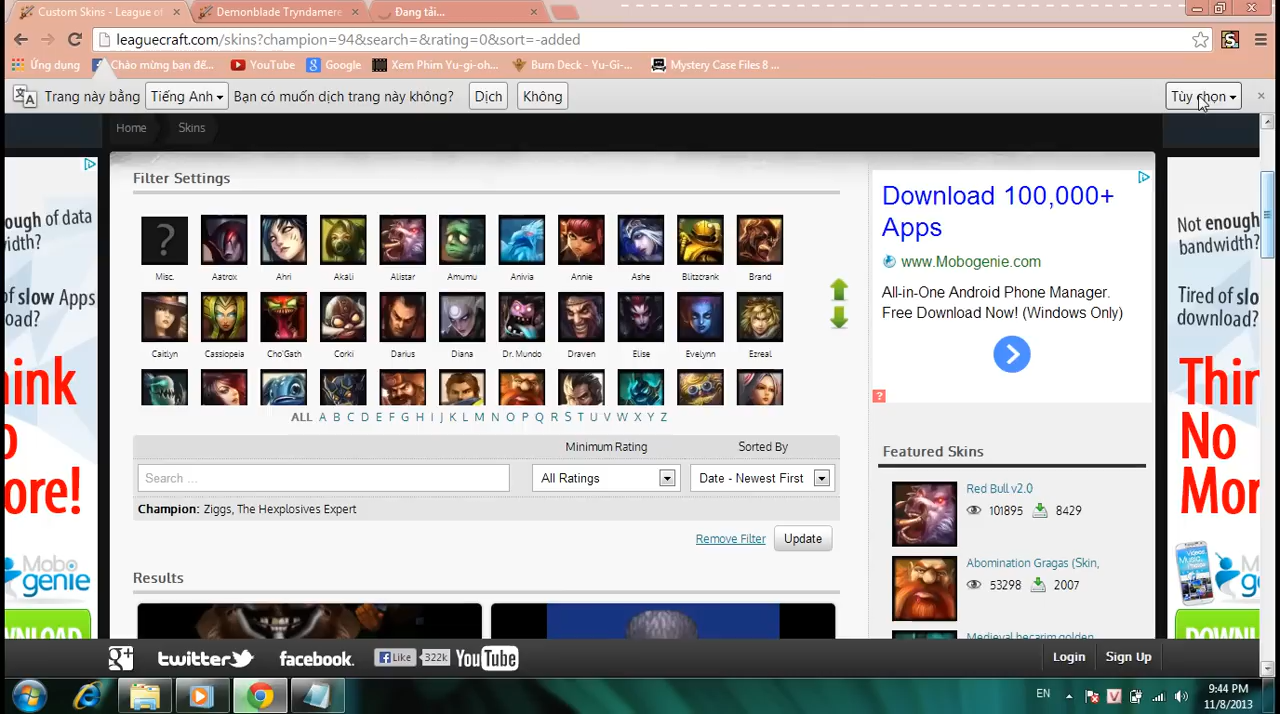 Custom Skins - League of
Demonblade Tryndamere
Đang tải...
leaguecraft.com/skins?champion=94&search=&rating=0&sort=-added
Ứng dụng
Chào mừng bạn đế...
YouTube
Google
Xem Phim Yu-gi-oh...
Burn Deck - Yu-Gi-...
Mystery Case Files 8 ...
Trang này bằng
Tiếng Anh
Bạn có muốn dịch trang này không?
Dịch
Không
Tùy chọn
Home
Skins
Filter Settings
?
Misc.
Aatrox
Ahri
Akali
Alistar
Amumu
Anivia
Annie
Ashe
Blitzcrank
Brand
Caitlyn
Cassiopeia
Cho'Gath
Corki
Darius
Diana
Dr. Mundo
Draven
Elise
Evelynn
Ezreal
ALL A B C D E F G H I J K L M N O P Q R S T U V W X Y Z
Minimum Rating
Sorted By
Search ...
All Ratings
Date - Newest First
Champion: Ziggs, The Hexplosives Expert
Remove Filter
Update
Results
Download 100,000+
Apps
www.Mobogenie.com
All-in-One Android Phone Manager.
Free Download Now! (Windows Only)
?
Featured Skins
Red Bull v2.0
101895
8429
Abomination Gragas (Skin,
53298
2007
Medieval hecarim golden
ough of data
width?
of slow Apps
load?
ink
o
ore!
Mobo
genie
WNLOAD
Not enough
bandwidth?
Tired of slo
download?
Thin
No
Mor
DOWN
g+
twitter
facebook.
Like
322k
YouTube
Login
Sign Up
EN
9:44 PM
11/8/2013